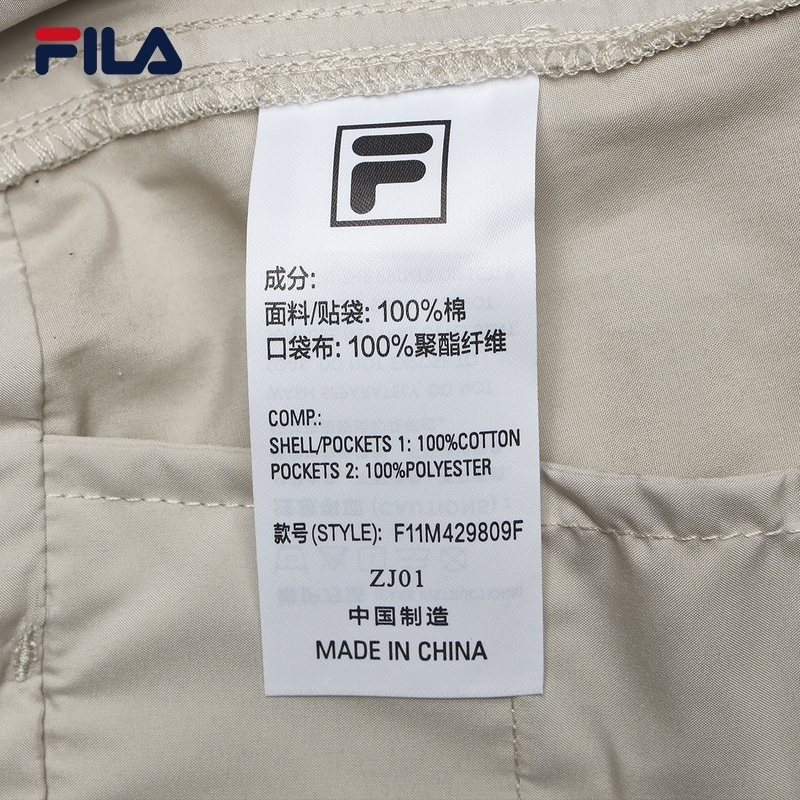 FILA
F
成分:
面料/贴袋: 100%棉
口袋布: 100%聚酯纤维
COMP.:
SHELL/POCKETS 1: 100%COTTON
POCKETS 2: 100%POLYESTER
款号(STYLE): F11M429809F
ZJ01
中国制造
MADE IN CHINA